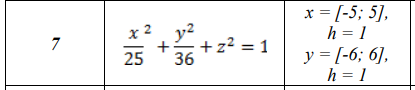 7
x²/25 + y²/36 + z² = 1
x = [-5; 5],
h = 1
y = [-6; 6],
h = 1